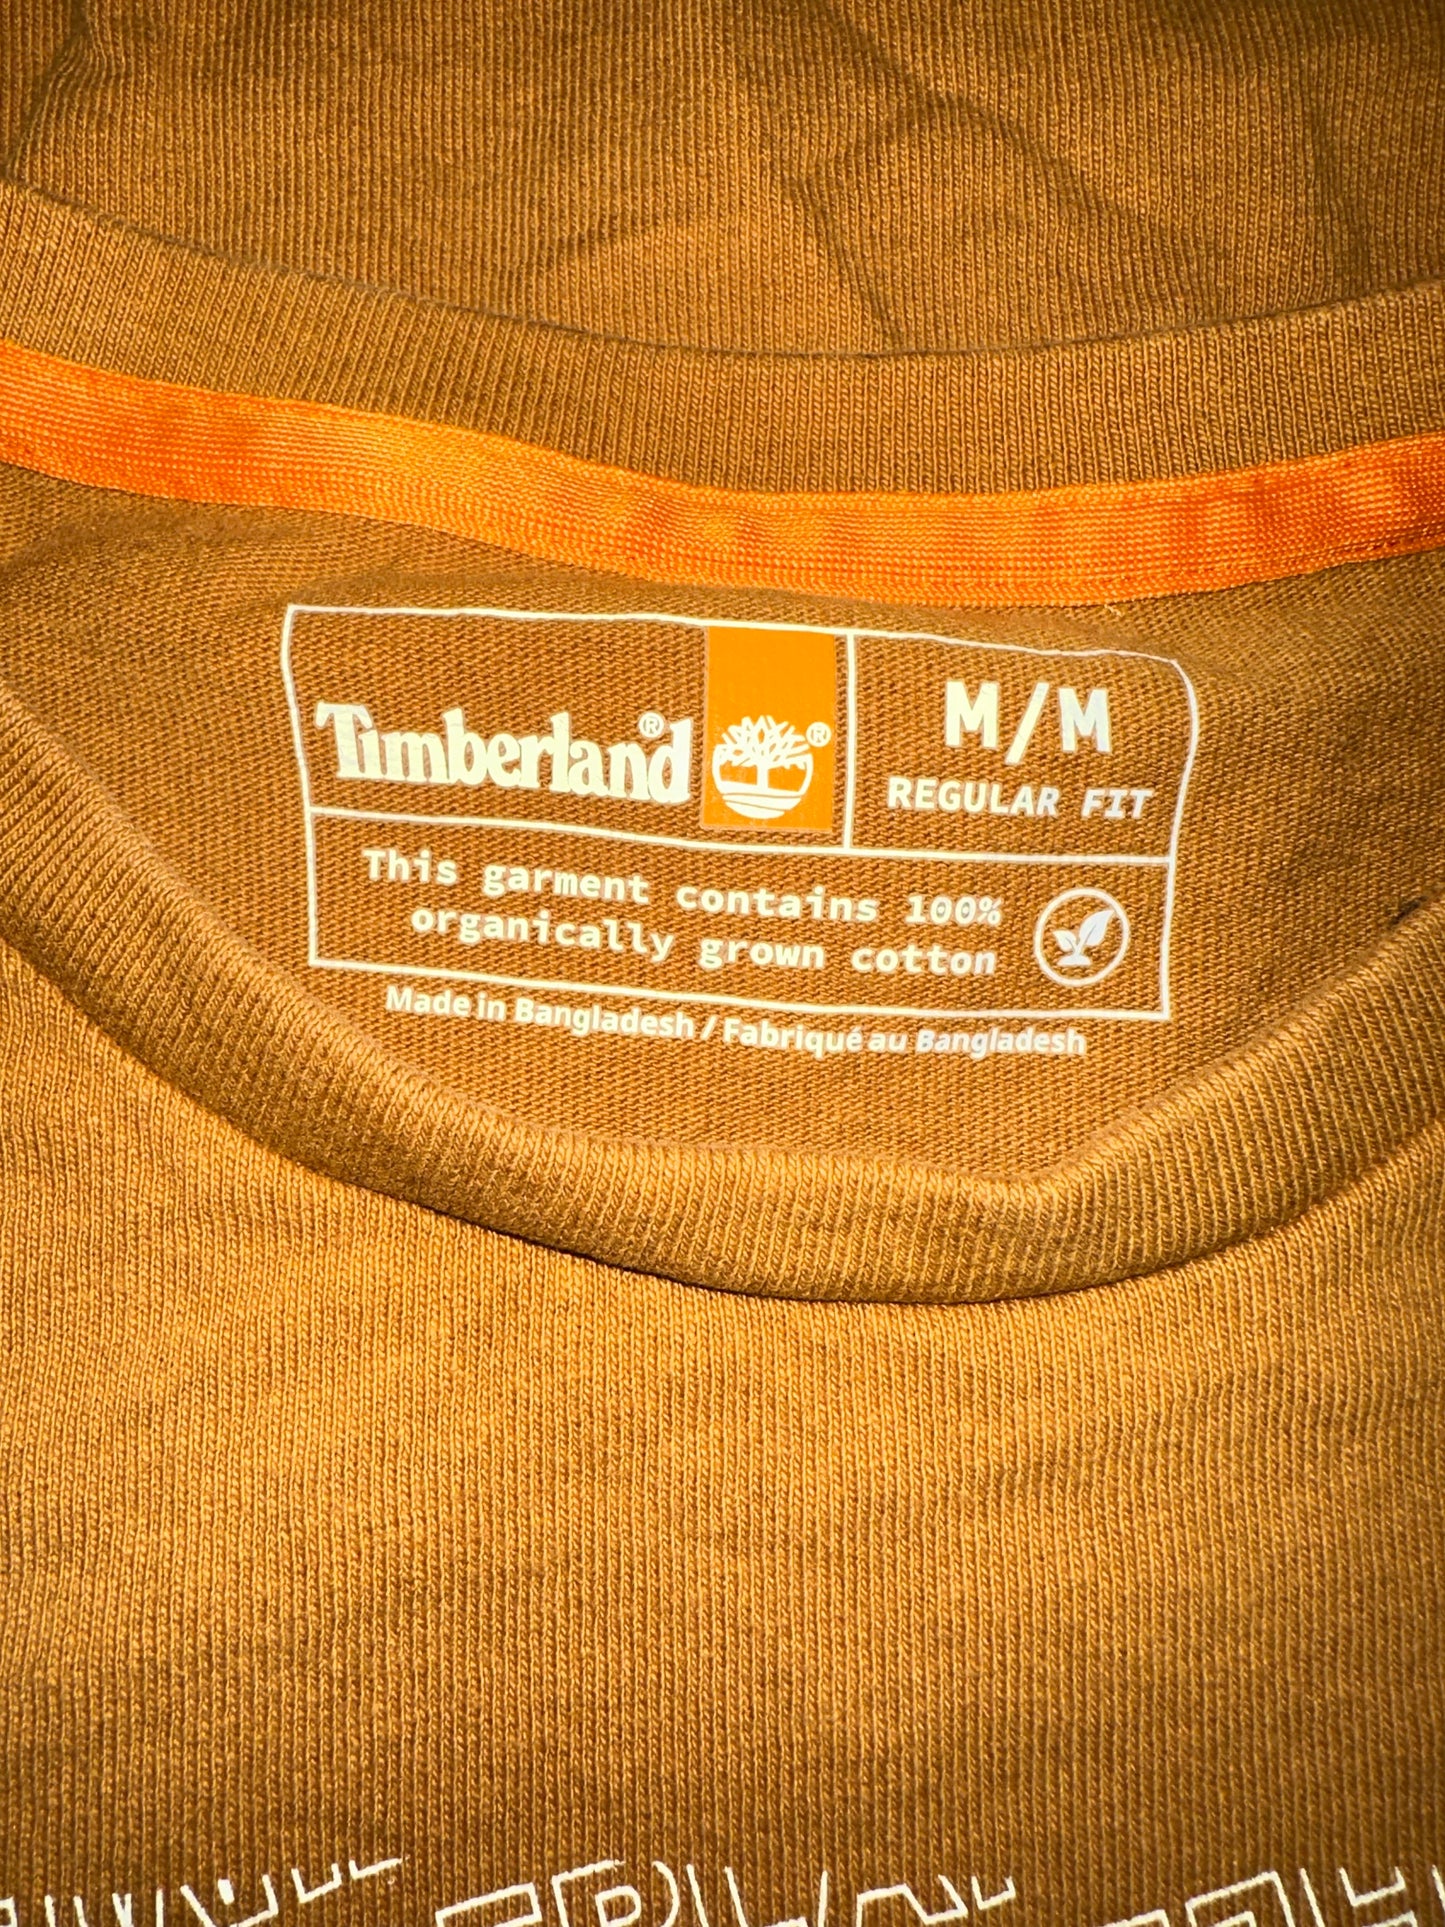 Timberland®
®
M/M
REGULAR FIT
This garment contains 100%
organically grown cotton
Made in Bangladesh / Fabriqué au Bangladesh